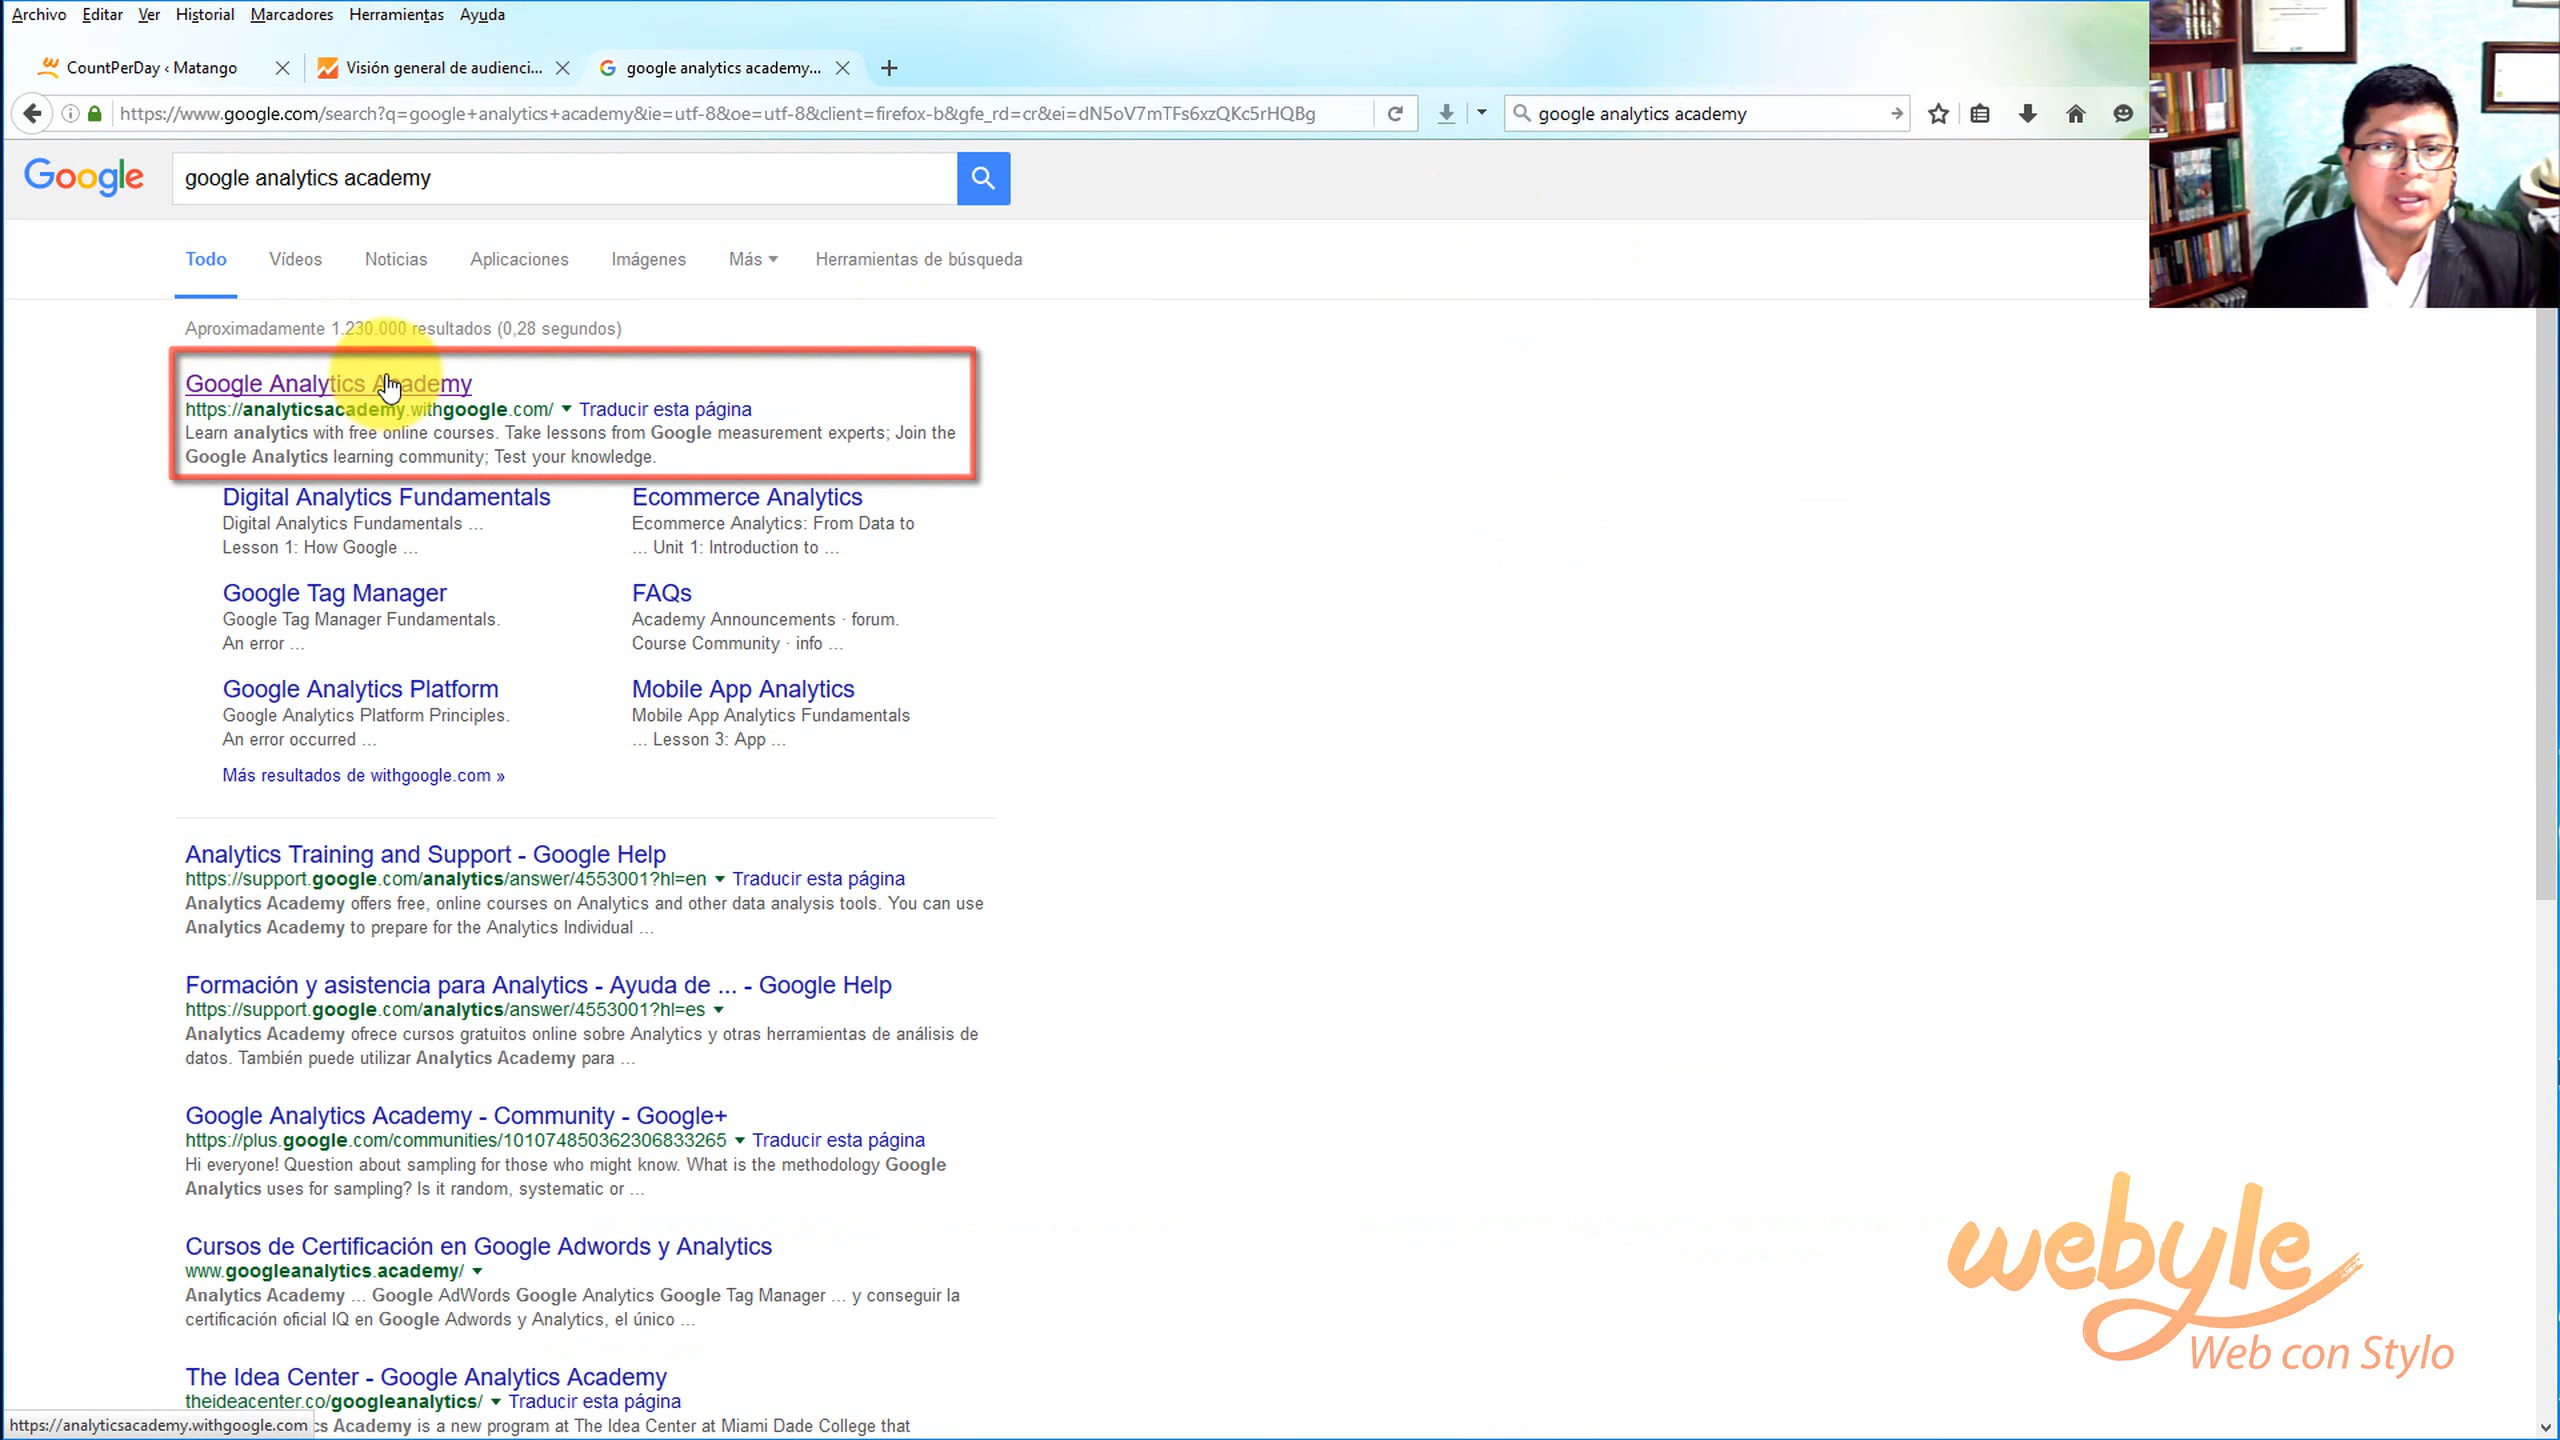 Archivo Editar Ver Historial Marcadores Herramientas Ayuda
CountPerDay ‹ Matango
Visión general de audienci...
google analytics academy...
https://www.google.com/search?q=google+analytics+academy&ie=utf-8&oe=utf-8&client=firefox-b&gfe_rd=cr&ei=dN5oV7mTFs6xzQKc5rHQBg
google analytics academy
Google
google analytics academy
Todo Vídeos Noticias Aplicaciones Imágenes Más Herramientas de búsqueda
Aproximadamente 1.230.000 resultados (0,28 segundos)
Google Analytics Academy
https://analyticsacademy.withgoogle.com/ Traducir esta página
Learn analytics with free online courses. Take lessons from Google measurement experts; Join the
Google Analytics learning community; Test your knowledge.
Digital Analytics Fundamentals
Digital Analytics Fundamentals ...
Lesson 1: How Google ...
Ecommerce Analytics
Ecommerce Analytics: From Data to
... Unit 1: Introduction to ...
Google Tag Manager
Google Tag Manager Fundamentals.
An error ...
FAQs
Academy Announcements · forum.
Course Community · info ...
Google Analytics Platform
Google Analytics Platform Principles.
An error occurred ...
Mobile App Analytics
Mobile App Analytics Fundamentals
... Lesson 3: App ...
Más resultados de withgoogle.com »
Analytics Training and Support - Google Help
https://support.google.com/analytics/answer/4553001?hl=en Traducir esta página
Analytics Academy offers free, online courses on Analytics and other data analysis tools. You can use
Analytics Academy to prepare for the Analytics Individual ...
Formación y asistencia para Analytics - Ayuda de ... - Google Help
https://support.google.com/analytics/answer/4553001?hl=es
Analytics Academy ofrece cursos gratuitos online sobre Analytics y otras herramientas de análisis de
datos. También puede utilizar Analytics Academy para ...
Google Analytics Academy - Community - Google+
https://plus.google.com/communities/101074850362306833265 Traducir esta página
Hi everyone! Question about sampling for those who might know. What is the methodology Google
Analytics uses for sampling? Is it random, systematic or ...
Cursos de Certificación en Google Adwords y Analytics
www.googleanalytics.academy/
Analytics Academy ... Google AdWords Google Analytics Google Tag Manager ... y conseguir la
certificación oficial IQ en Google Adwords y Analytics, el único ...
The Idea Center - Google Analytics Academy
theideacenter.co/googleanalytics/ Traducir esta página
cs Academy is a new program at The Idea Center at Miami Dade College that
https://analyticsacademy.withgoogle.com
webyle
Web con Stylo